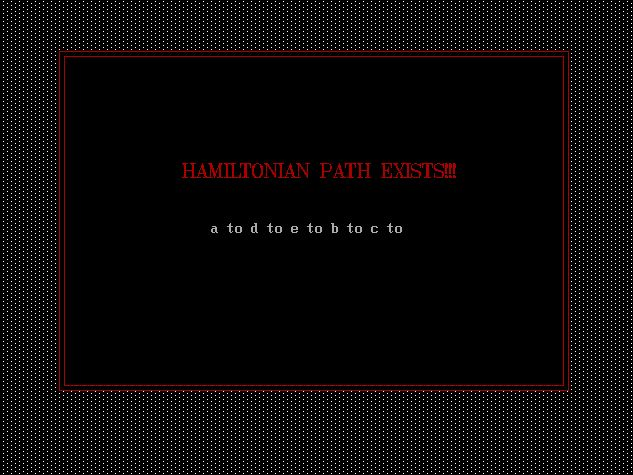 HAMILTONIAN PATH EXISTS!!!
a to d to e to b to c to